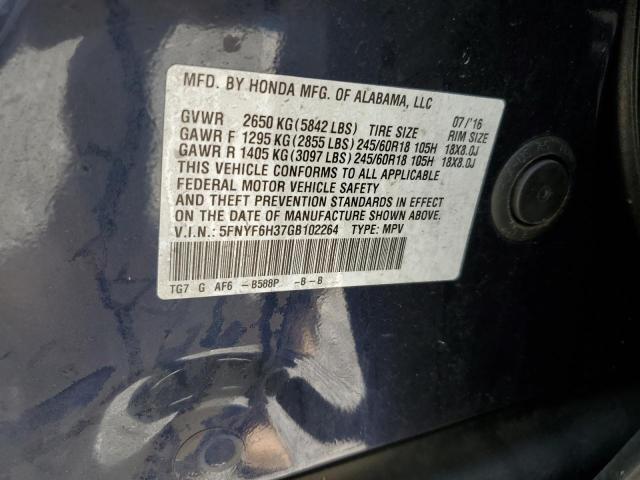 MFD. BY HONDA MFG. OF ALABAMA, LLC
07/'16
GVWR 2650 KG(5842 LBS) TIRE SIZE RIM SIZE
GAWR F 1295 KG(2855 LBS)245/60R18 105H 18X8.0J
GAWR R 1405 KG(3097 LBS)245/60R18 105H 18X8.0J
THIS VEHICLE CONFORMS TO ALL APPLICABLE
FEDERAL MOTOR VEHICLE SAFETY
AND THEFT PREVENTION STANDARDS IN EFFECT
ON THE DATE OF MANUFACTURE SHOWN ABOVE.
V.I.N.: 5FNYF6H37GB102264 TYPE: MPV
TG7 G AF6 -B588P -B-B